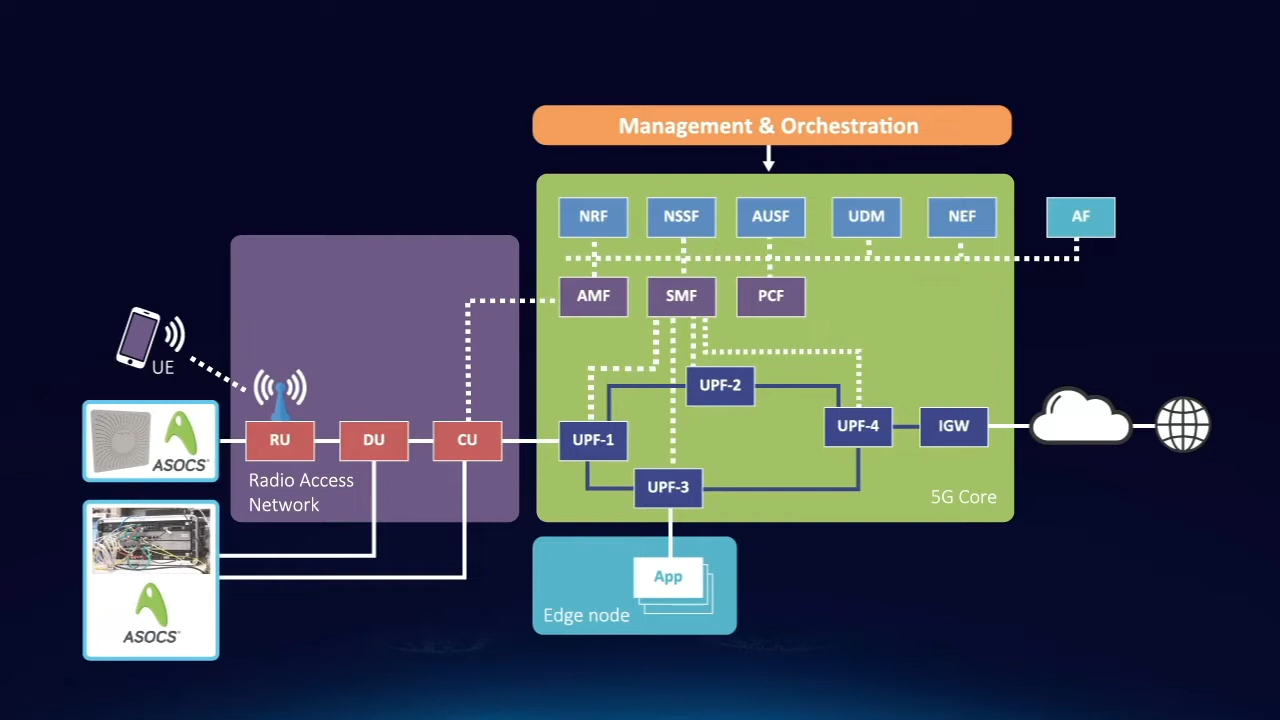 Management & Orchestration
NRF
NSSF
AUSF
UDM
NEF
AF
AMF
SMF
PCF
UE
UPF-2
UPF-4
IGW
RU
DU
CU
UPF-1
ASOCS
Radio Access
Network
UPF-3
5G Core
App
Edge node
ASOCS